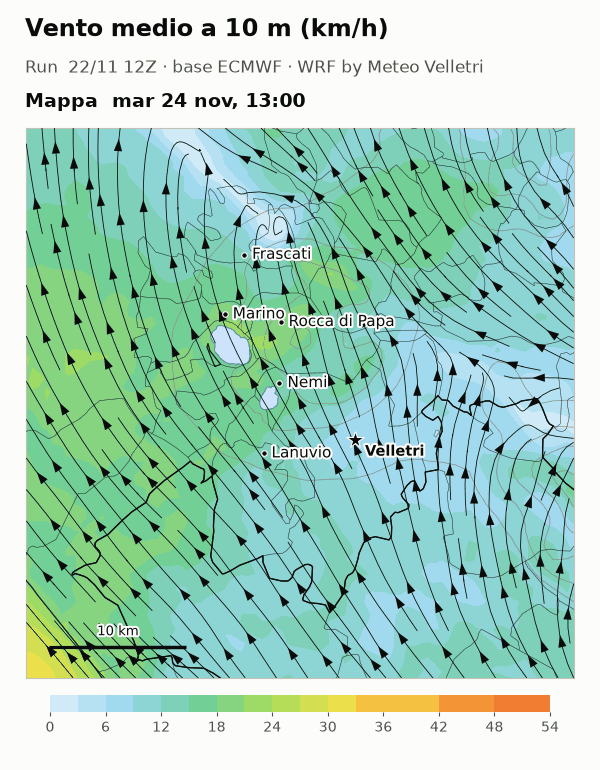 Vento medio a 10 m (km/h)
Run  22/11 12Z · base ECMWF · WRF by Meteo Velletri
Mappa  mar 24 nov, 13:00
Frascati
Marino
Rocca di Papa
Nemi
Velletri
Lanuvio
10 km
0 6 12 18 24 30 36 42 48 54